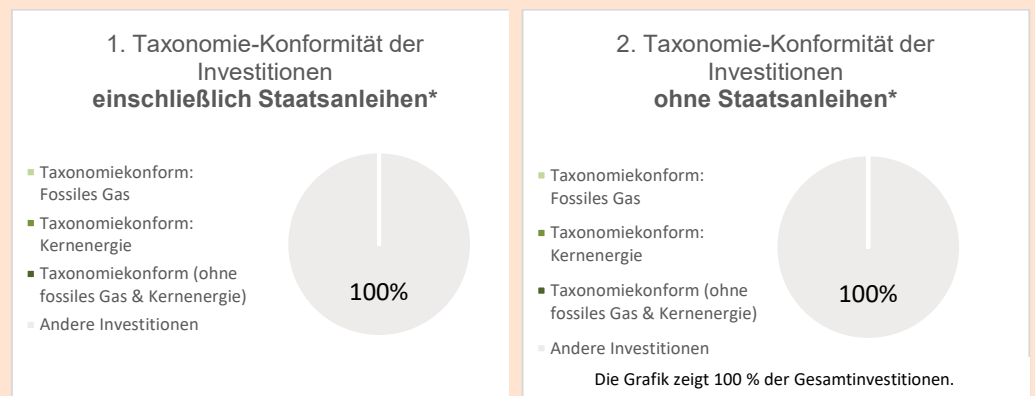 1. Taxonomie-Konformität der
Investitionen
einschließlich Staatsanleihen*
Taxonomiekonform:
Fossiles Gas
Taxonomiekonform:
Kernenergie
Taxonomiekonform (ohne
fossiles Gas & Kernenergie)
Andere Investitionen
100%
2. Taxonomie-Konformität der
Investitionen
ohne Staatsanleihen*
Taxonomiekonform:
Fossiles Gas
Taxonomiekonform:
Kernenergie
Taxonomiekonform (ohne
fossiles Gas & Kernenergie)
Andere Investitionen
100%
Die Grafik zeigt 100 % der Gesamtinvestitionen.